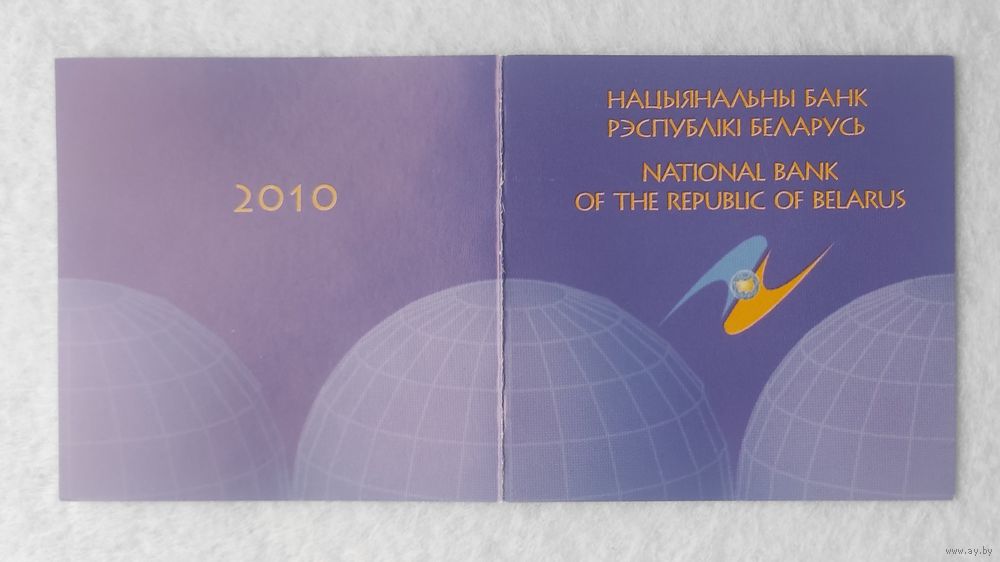 2010
НАЦЫЯНАЛЬНЫ БАНК
РЭСПУБЛІКІ БЕЛАРУСЬ
NATIONAL BANK
OF THE REPUBLIC OF BELARUS
www.ay.by